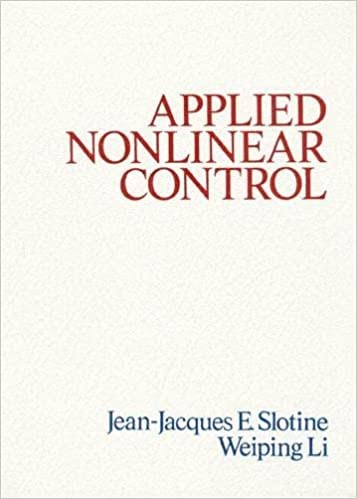 APPLIED
NONLINEAR
CONTROL
Jean-Jacques E. Slotine
Weiping Li